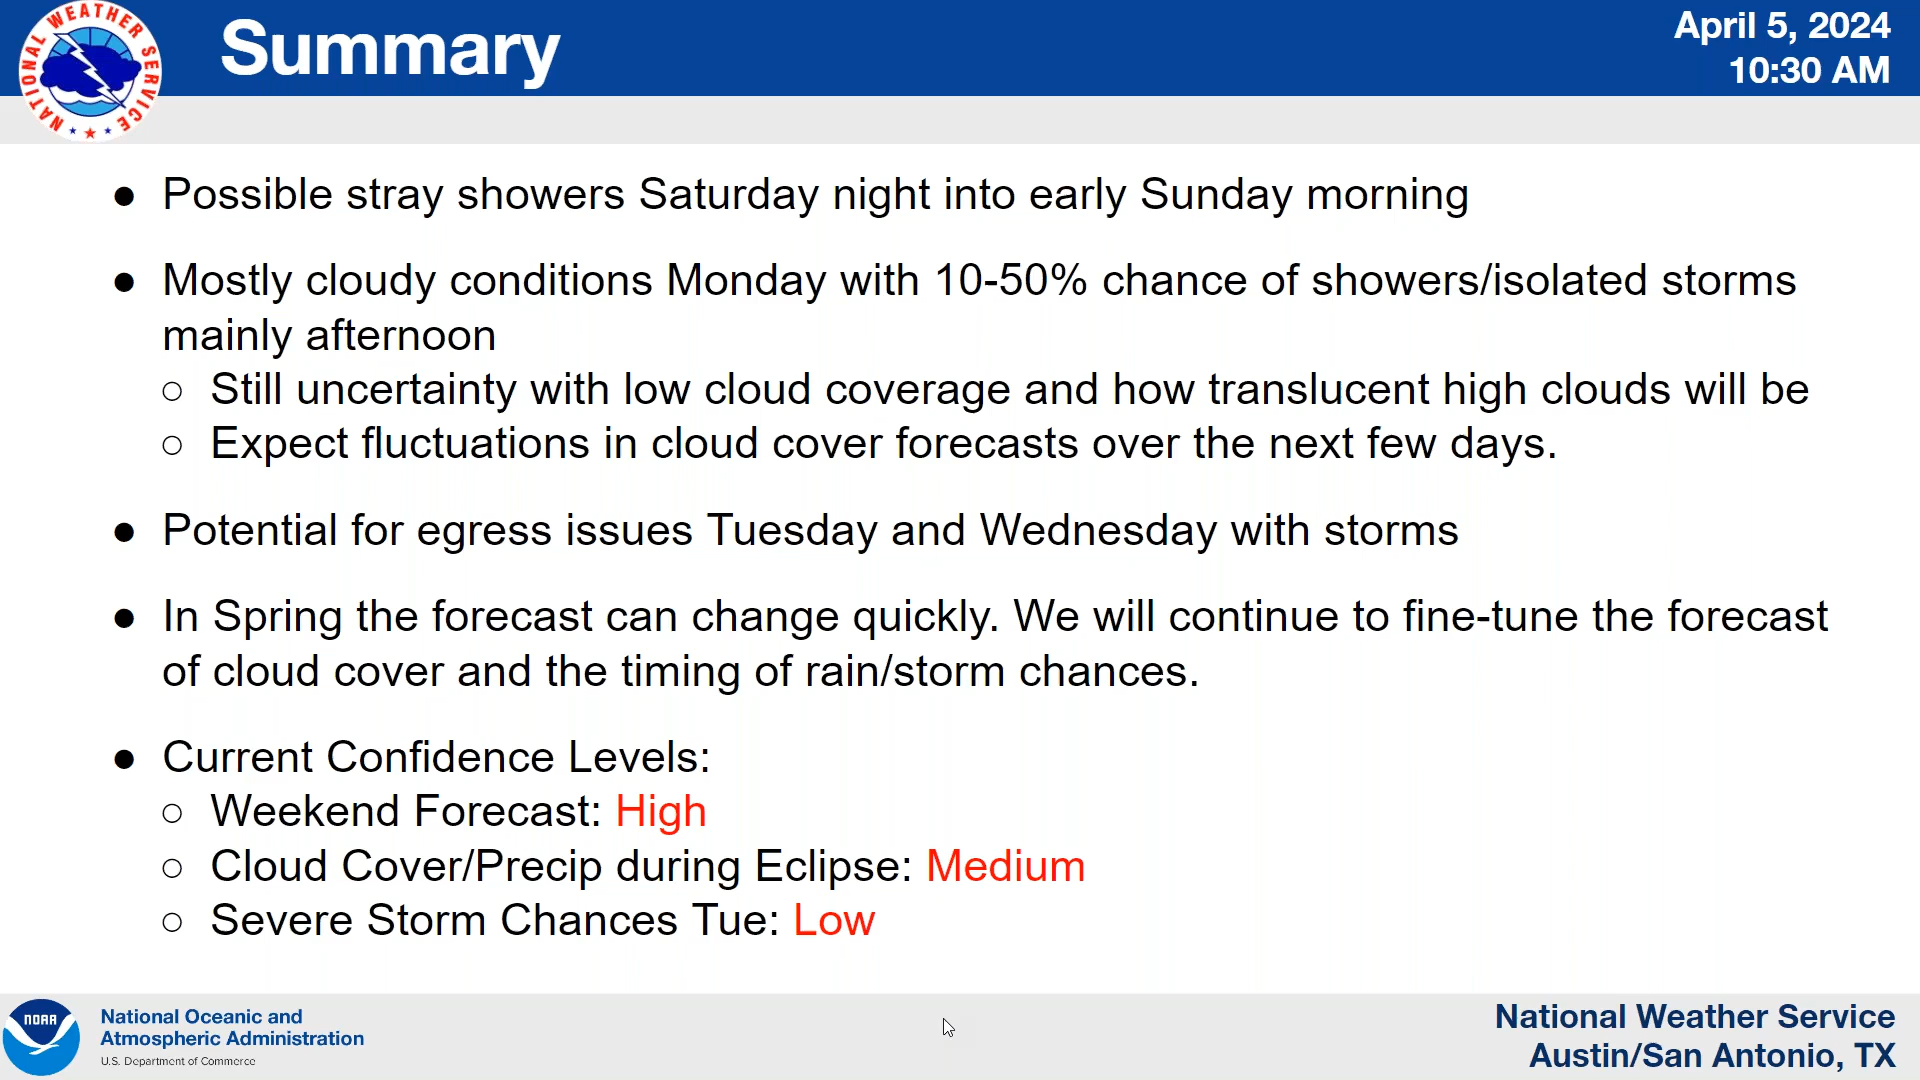 NATIONAL WEATHER SERVICE
Summary
April 5, 2024
10:30 AM
● Possible stray showers Saturday night into early Sunday morning
● Mostly cloudy conditions Monday with 10-50% chance of showers/isolated storms
mainly afternoon
○ Still uncertainty with low cloud coverage and how translucent high clouds will be
○ Expect fluctuations in cloud cover forecasts over the next few days.
● Potential for egress issues Tuesday and Wednesday with storms
● In Spring the forecast can change quickly. We will continue to fine-tune the forecast
of cloud cover and the timing of rain/storm chances.
● Current Confidence Levels:
○ Weekend Forecast: High
○ Cloud Cover/Precip during Eclipse: Medium
○ Severe Storm Chances Tue: Low
NOAA
National Oceanic and
Atmospheric Administration
U.S. Department of Commerce
National Weather Service
Austin/San Antonio, TX